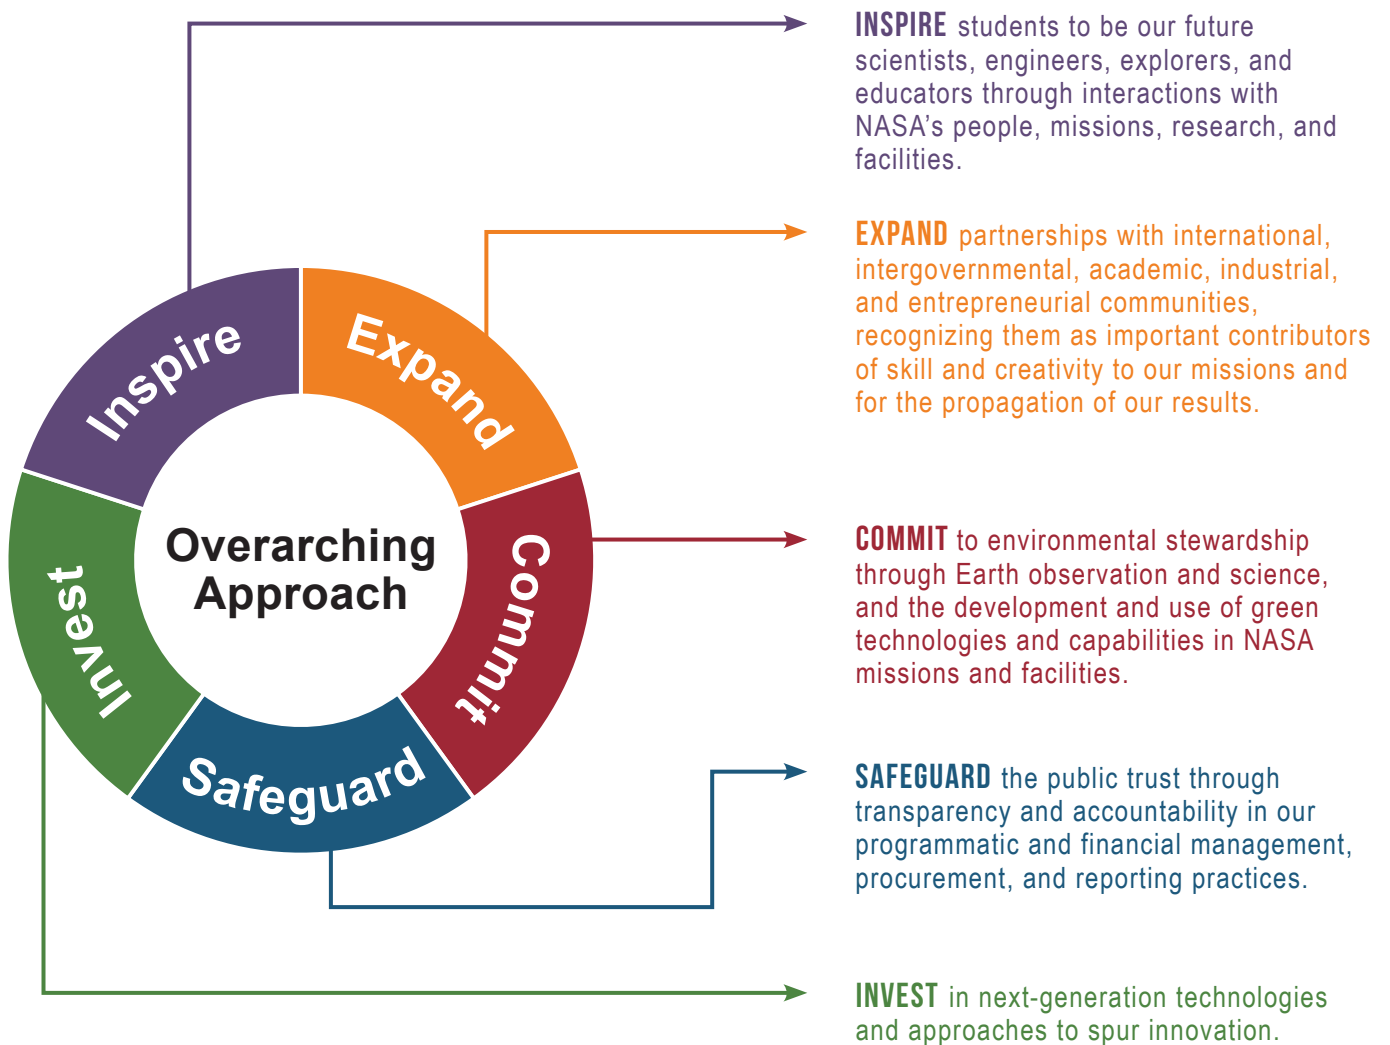 Inspire
Expand
Commit
Safeguard
Invest
Overarching
Approach
INSPIRE students to be our future
scientists, engineers, explorers, and
educators through interactions with
NASA’s people, missions, research, and
facilities.
EXPAND partnerships with international,
intergovernmental, academic, industrial,
and entrepreneurial communities,
recognizing them as important contributors
of skill and creativity to our missions and
for the propagation of our results.
COMMIT to environmental stewardship
through Earth observation and science,
and the development and use of green
technologies and capabilities in NASA
missions and facilities.
SAFEGUARD the public trust through
transparency and accountability in our
programmatic and financial management,
procurement, and reporting practices.
INVEST in next-generation technologies
and approaches to spur innovation.